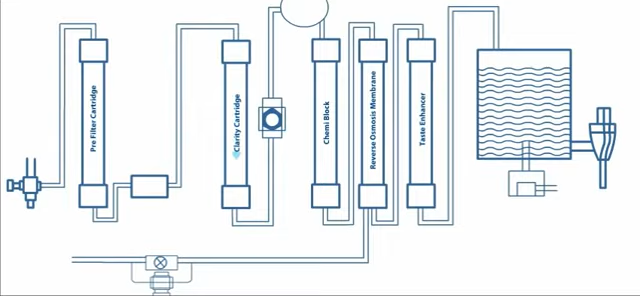 Pre Filter Cartridge
Clarity Cartridge
Chemi Block
Reverse Osmosis Membrane
Taste Enhancer